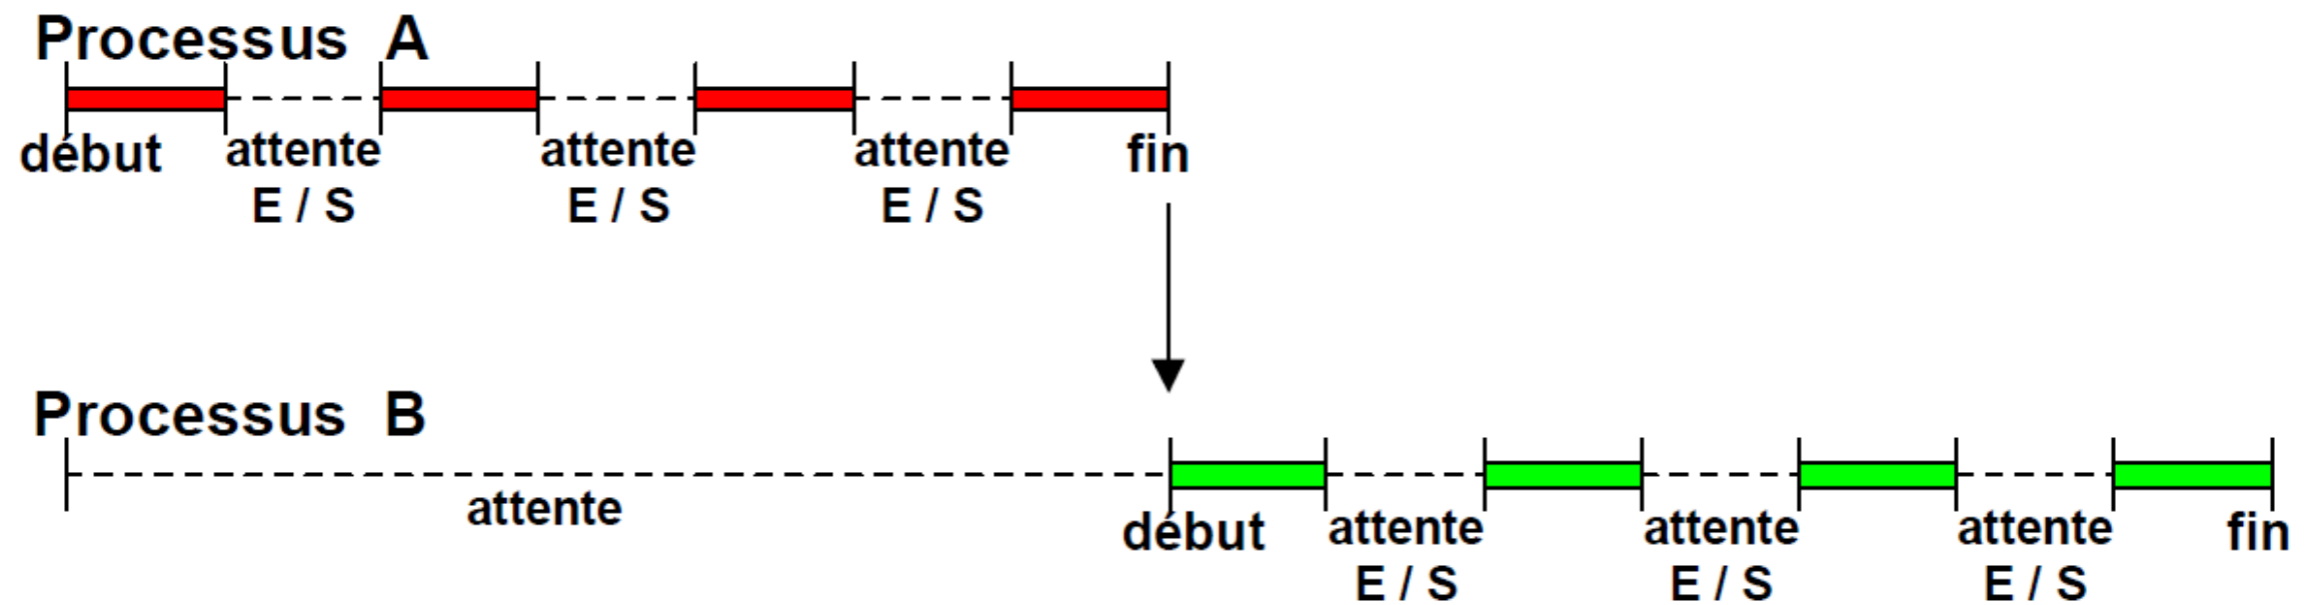 Processus A
début attente attente attente fin
E / S E / S E / S
Processus B
attente
début attente attente attente fin
E / S E / S E / S